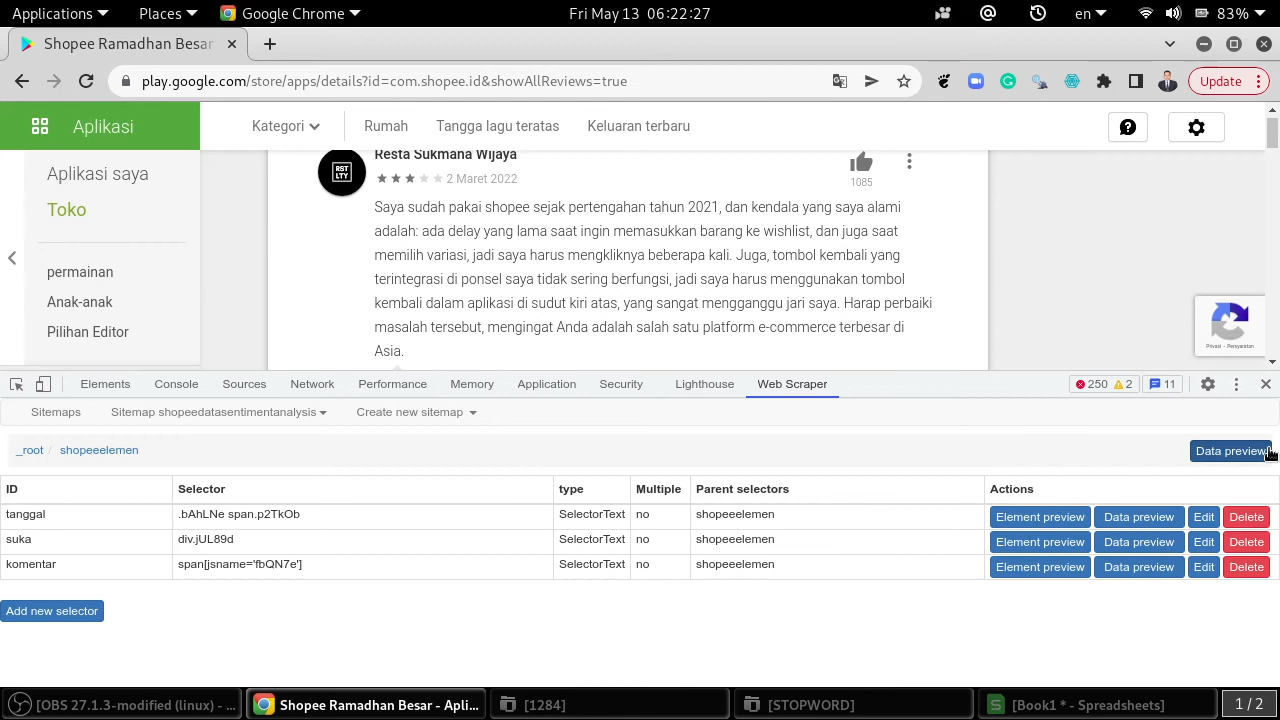 Applications Places Google Chrome Fri May 13 06:22:27 en 83%
Shopee Ramadhan Besar
play.google.com/store/apps/details?id=com.shopee.id&showAllReviews=true Update
Aplikasi Kategori Rumah Tangga lagu teratas Keluaran terbaru
Aplikasi saya
Toko
permainan
Anak-anak
Pilihan Editor
Resta Sukmana Wijaya
RST LTY
2 Maret 2022
1085
Saya sudah pakai shopee sejak pertengahan tahun 2021, dan kendala yang saya alami
adalah: ada delay yang lama saat ingin memasukkan barang ke wishlist, dan juga saat
memilih variasi, jadi saya harus mengkliknya beberapa kali. Juga, tombol kembali yang
terintegrasi di ponsel saya tidak sering berfungsi, jadi saya harus menggunakan tombol
kembali dalam aplikasi di sudut kiri atas, yang sangat mengganggu jari saya. Harap perbaiki
masalah tersebut, mengingat Anda adalah salah satu platform e-commerce terbesar di
Asia.
Privasi - Persyaratan
Elements Console Sources Network Performance Memory Application Security Lighthouse Web Scraper 250 2 11
Sitemaps Sitemap shopeedatasentimentanalysis Create new sitemap
_root / shopeeelemen Data preview
ID Selector type Multiple Parent selectors Actions
tanggal .bAhLNe span.p2TkOb SelectorText no shopeeelemen Element preview Data preview Edit Delete
suka div.jUL89d SelectorText no shopeeelemen Element preview Data preview Edit Delete
komentar span[jsname='fbQN7e'] SelectorText no shopeeelemen Element preview Data preview Edit Delete
Add new selector
[OBS 27.1.3-modified (linux) - ... Shopee Ramadhan Besar - Apli... [1284] [STOPWORD] [Book1 * - Spreadsheets] 1 / 2